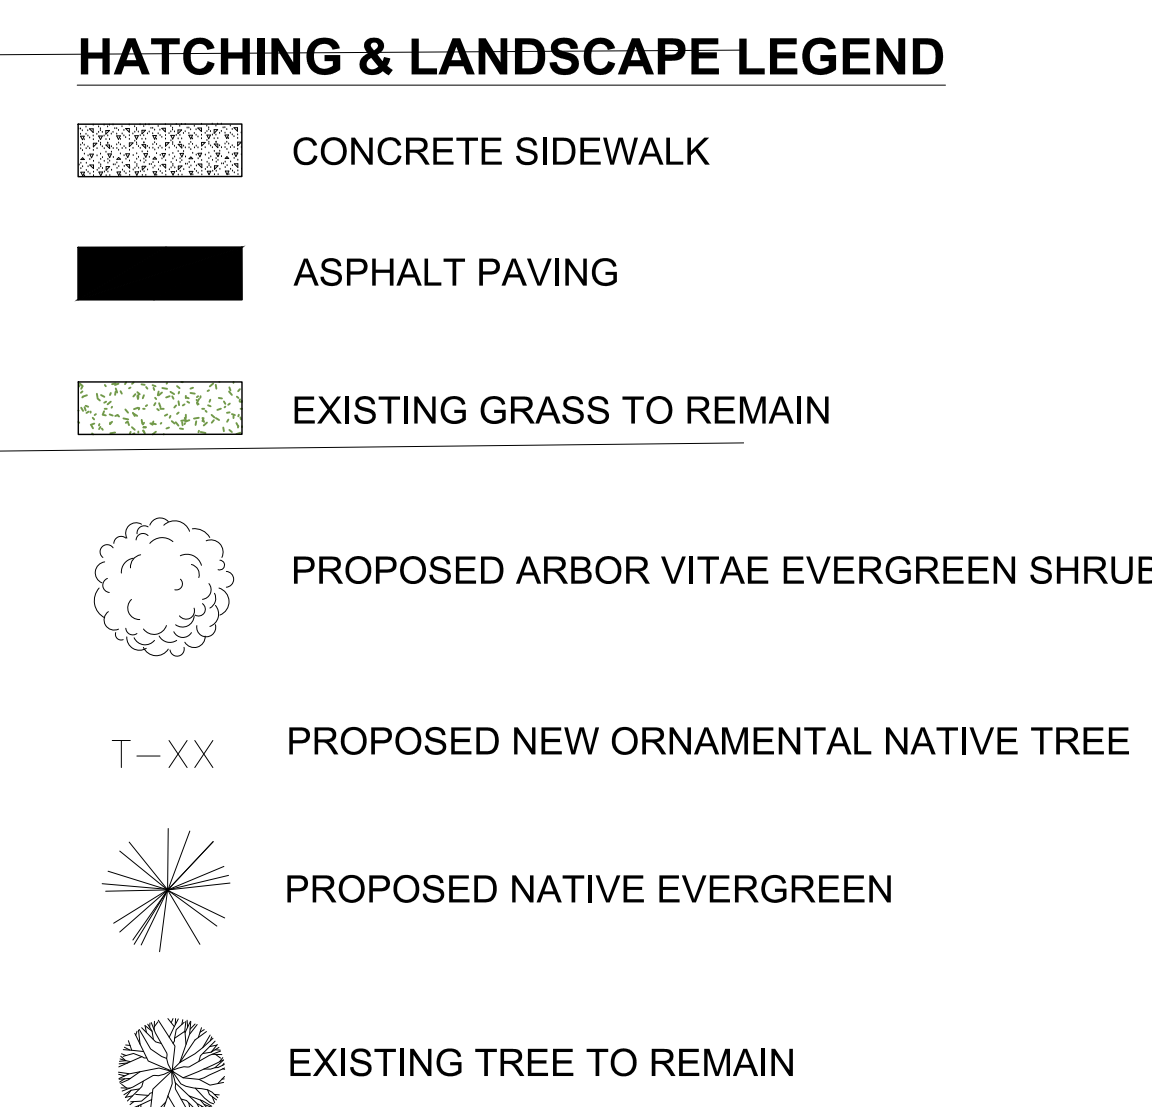 HATCHING & LANDSCAPE LEGEND
CONCRETE SIDEWALK
ASPHALT PAVING
EXISTING GRASS TO REMAIN
PROPOSED ARBOR VITAE EVERGREEN SHRUB
T-XX PROPOSED NEW ORNAMENTAL NATIVE TREE
PROPOSED NATIVE EVERGREEN
EXISTING TREE TO REMAIN